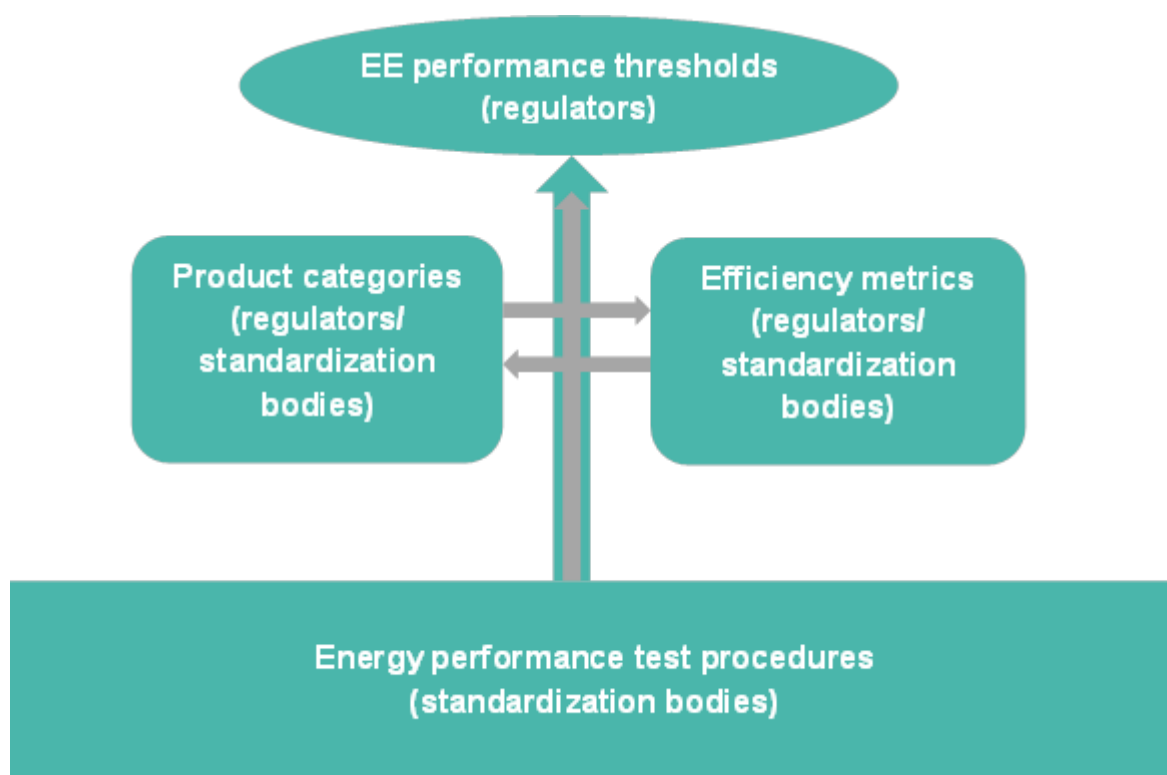 EE performance thresholds
(regulators)
Product categories
(regulators/
standardization
bodies)
Efficiency metrics
(regulators/
standardization
bodies)
Energy performance test procedures
(standardization bodies)